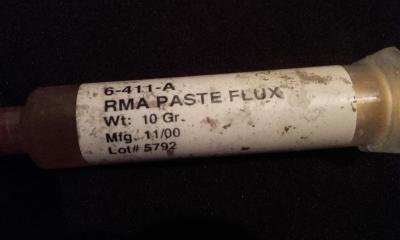 6-411-A
RMA PASTE FLUX
Wt: 10 Gr.
Mfg. 11/00
Lot# 5792